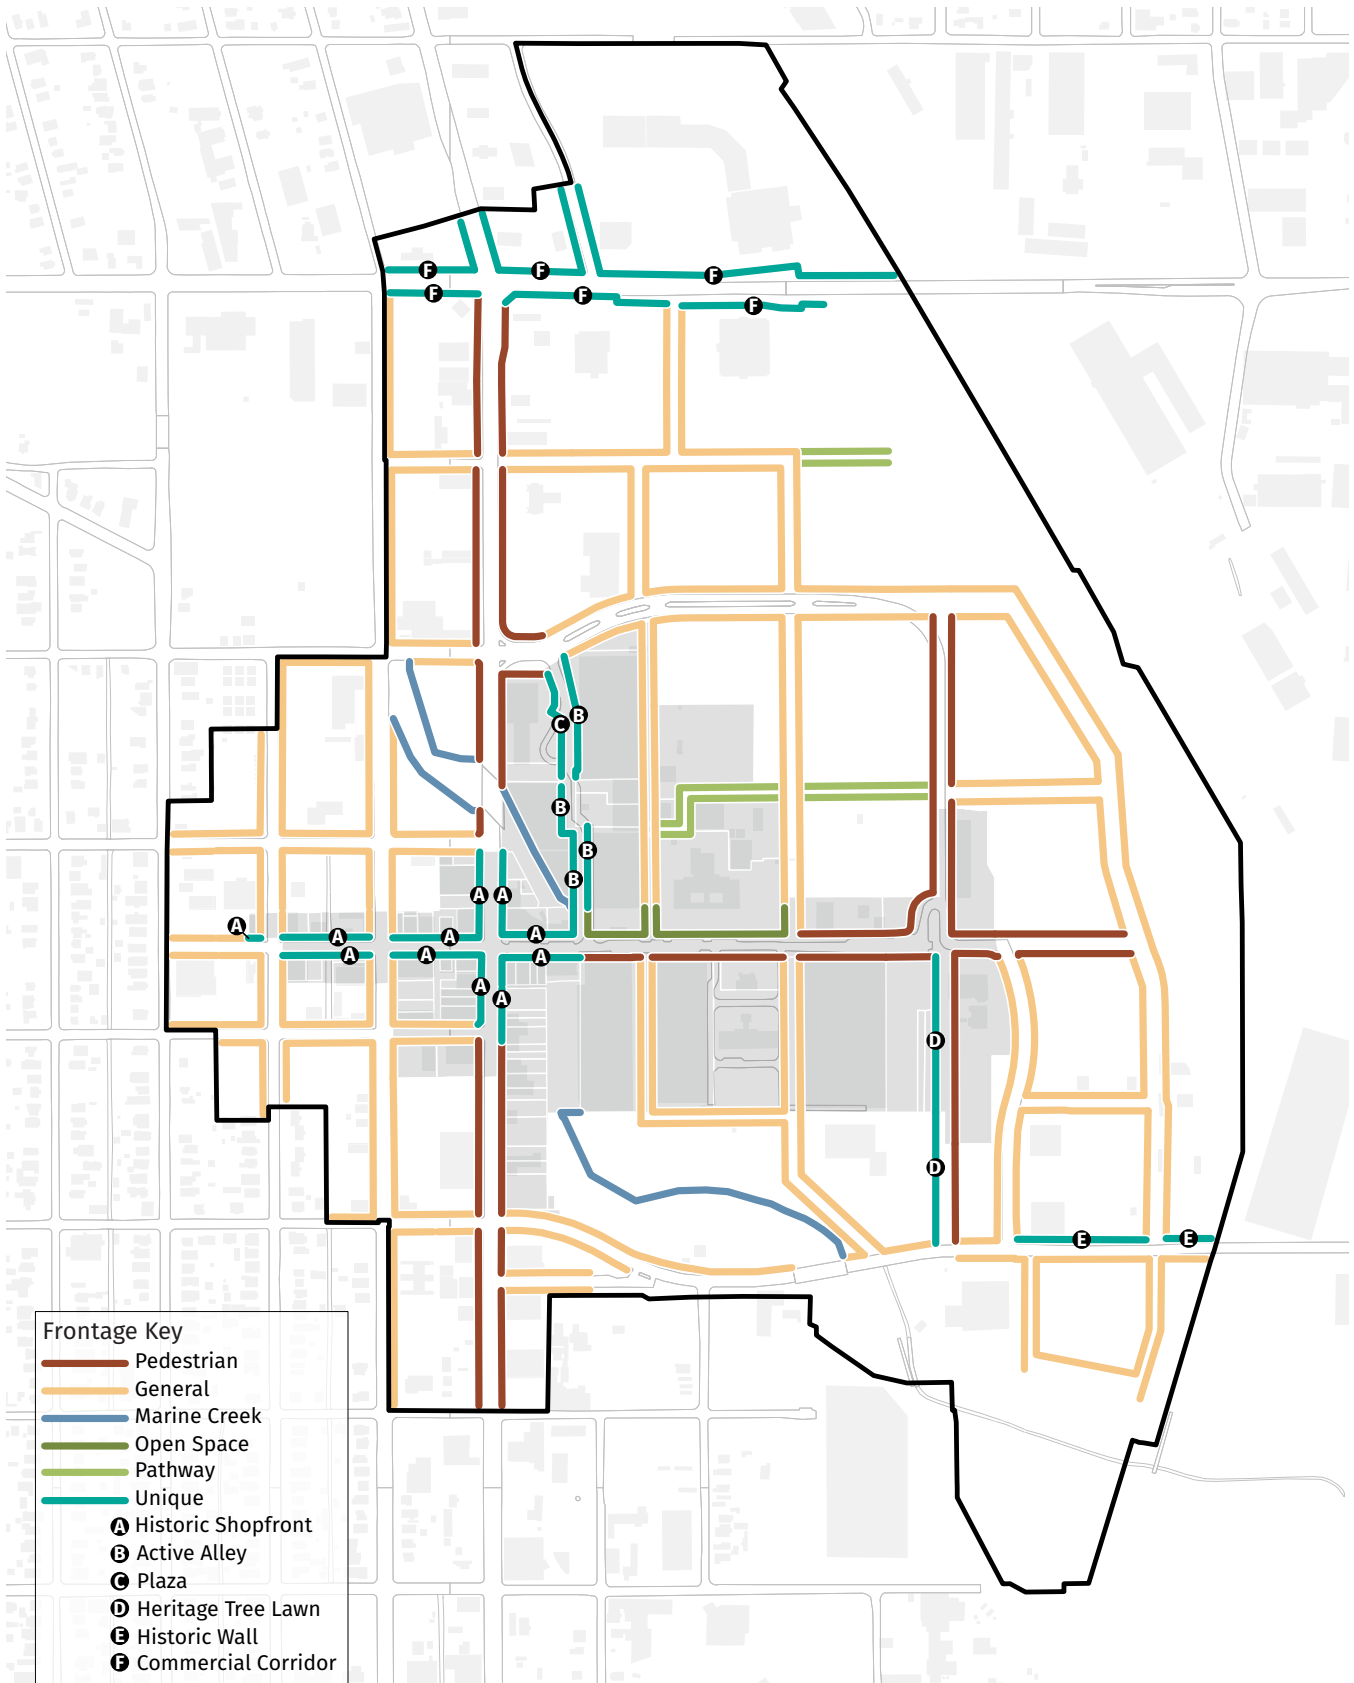 F
F
F
F
F
F
C
B
B
B
B
A
A
A
A
A
A
A
A
A
A
A
D
D
E
E
Frontage Key
Pedestrian
General
Marine Creek
Open Space
Pathway
Unique
A Historic Shopfront
B Active Alley
C Plaza
D Heritage Tree Lawn
E Historic Wall
F Commercial Corridor